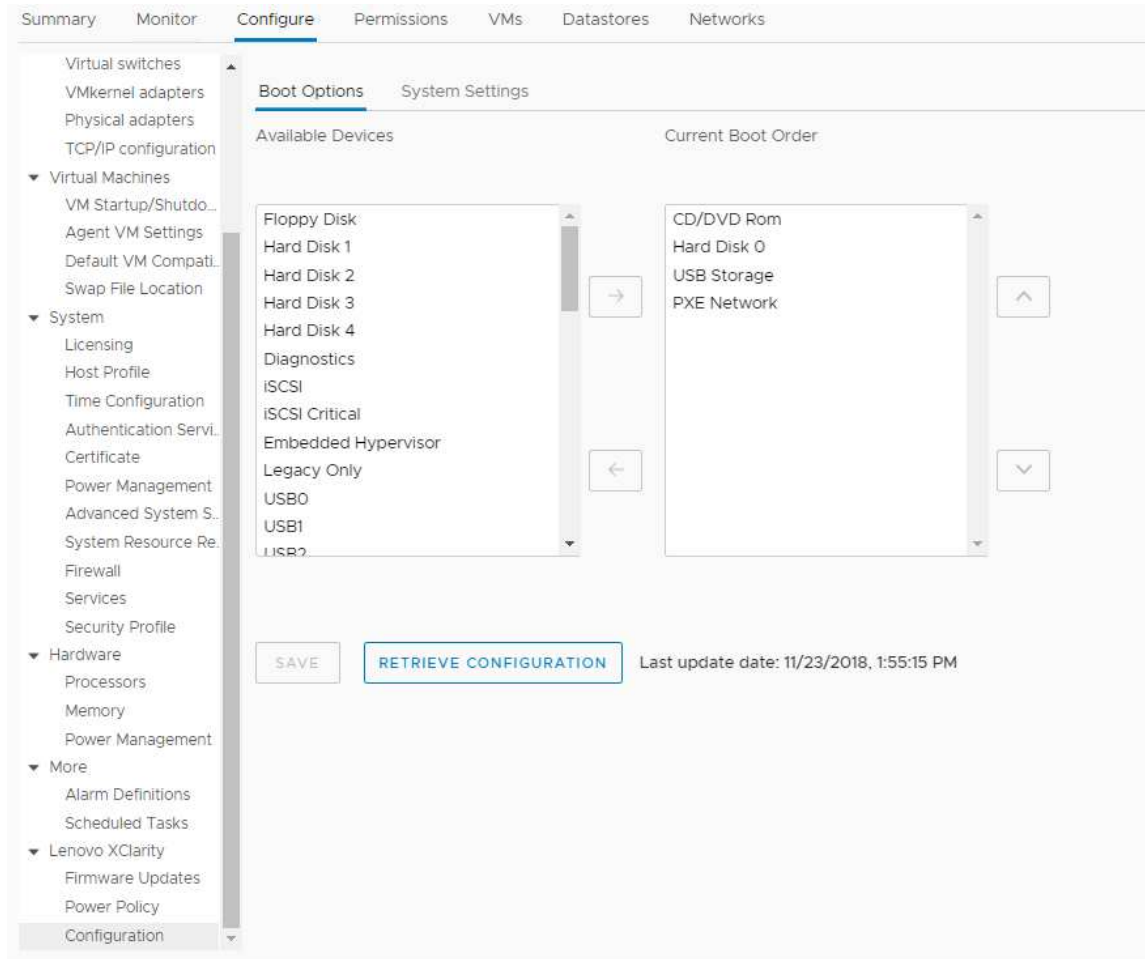 Summary Monitor Configure Permissions VMs Datastores Networks
Virtual switches
VMkernel adapters
Physical adapters
TCP/IP configuration
Virtual Machines
VM Startup/Shutdo...
Agent VM Settings
Default VM Compati..
Swap File Location
System
Licensing
Host Profile
Time Configuration
Authentication Servi..
Certificate
Power Management
Advanced System S..
System Resource Re.
Firewall
Services
Security Profile
Hardware
Processors
Memory
Power Management
More
Alarm Definitions
Scheduled Tasks
Lenovo XClarity
Firmware Updates
Power Policy
Configuration
Boot Options System Settings
Available Devices
Floppy Disk
Hard Disk 1
Hard Disk 2
Hard Disk 3
Hard Disk 4
Diagnostics
iSCSI
iSCSI Critical
Embedded Hypervisor
Legacy Only
USB0
USB1
USB2
Current Boot Order
CD/DVD Rom
Hard Disk 0
USB Storage
PXE Network
SAVE RETRIEVE CONFIGURATION Last update date: 11/23/2018, 1:55:15 PM